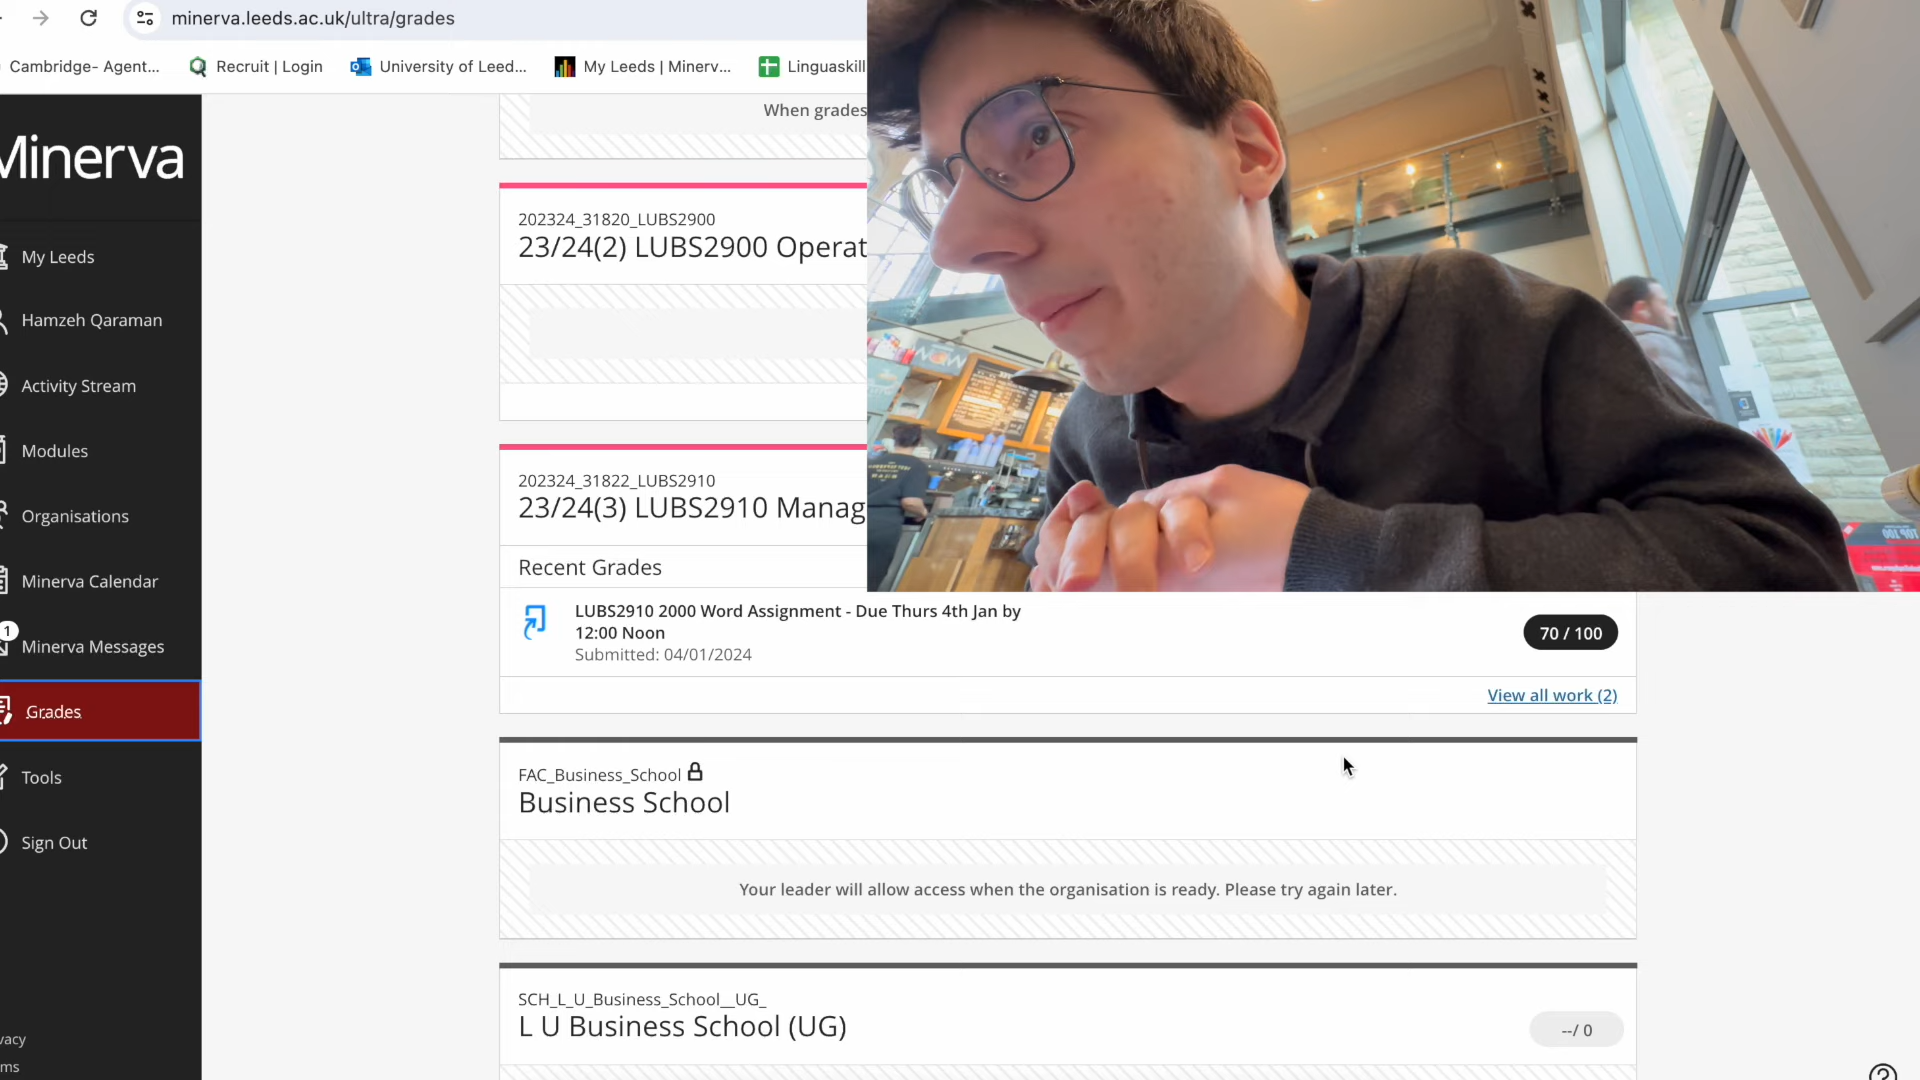 minerva.leeds.ac.uk/ultra/grades
Cambridge- Agent...
Recruit | Login
University of Leed...
My Leeds | Minerv...
Linguaskill
Minerva
My Leeds
Hamzeh Qaraman
Activity Stream
Modules
Organisations
Minerva Calendar
1
Minerva Messages
Grades
Tools
Sign Out
vacy
ms
When grades
202324_31820_LUBS2900
23/24(2) LUBS2900 Operat
202324_31822_LUBS2910
23/24(3) LUBS2910 Manag
Recent Grades
LUBS2910 2000 Word Assignment - Due Thurs 4th Jan by
12:00 Noon
Submitted: 04/01/2024
70 / 100
View all work (2)
FAC_Business_School
Business School
Your leader will allow access when the organisation is ready. Please try again later.
SCH_L_U_Business_School__UG_
L U Business School (UG)
--/ 0